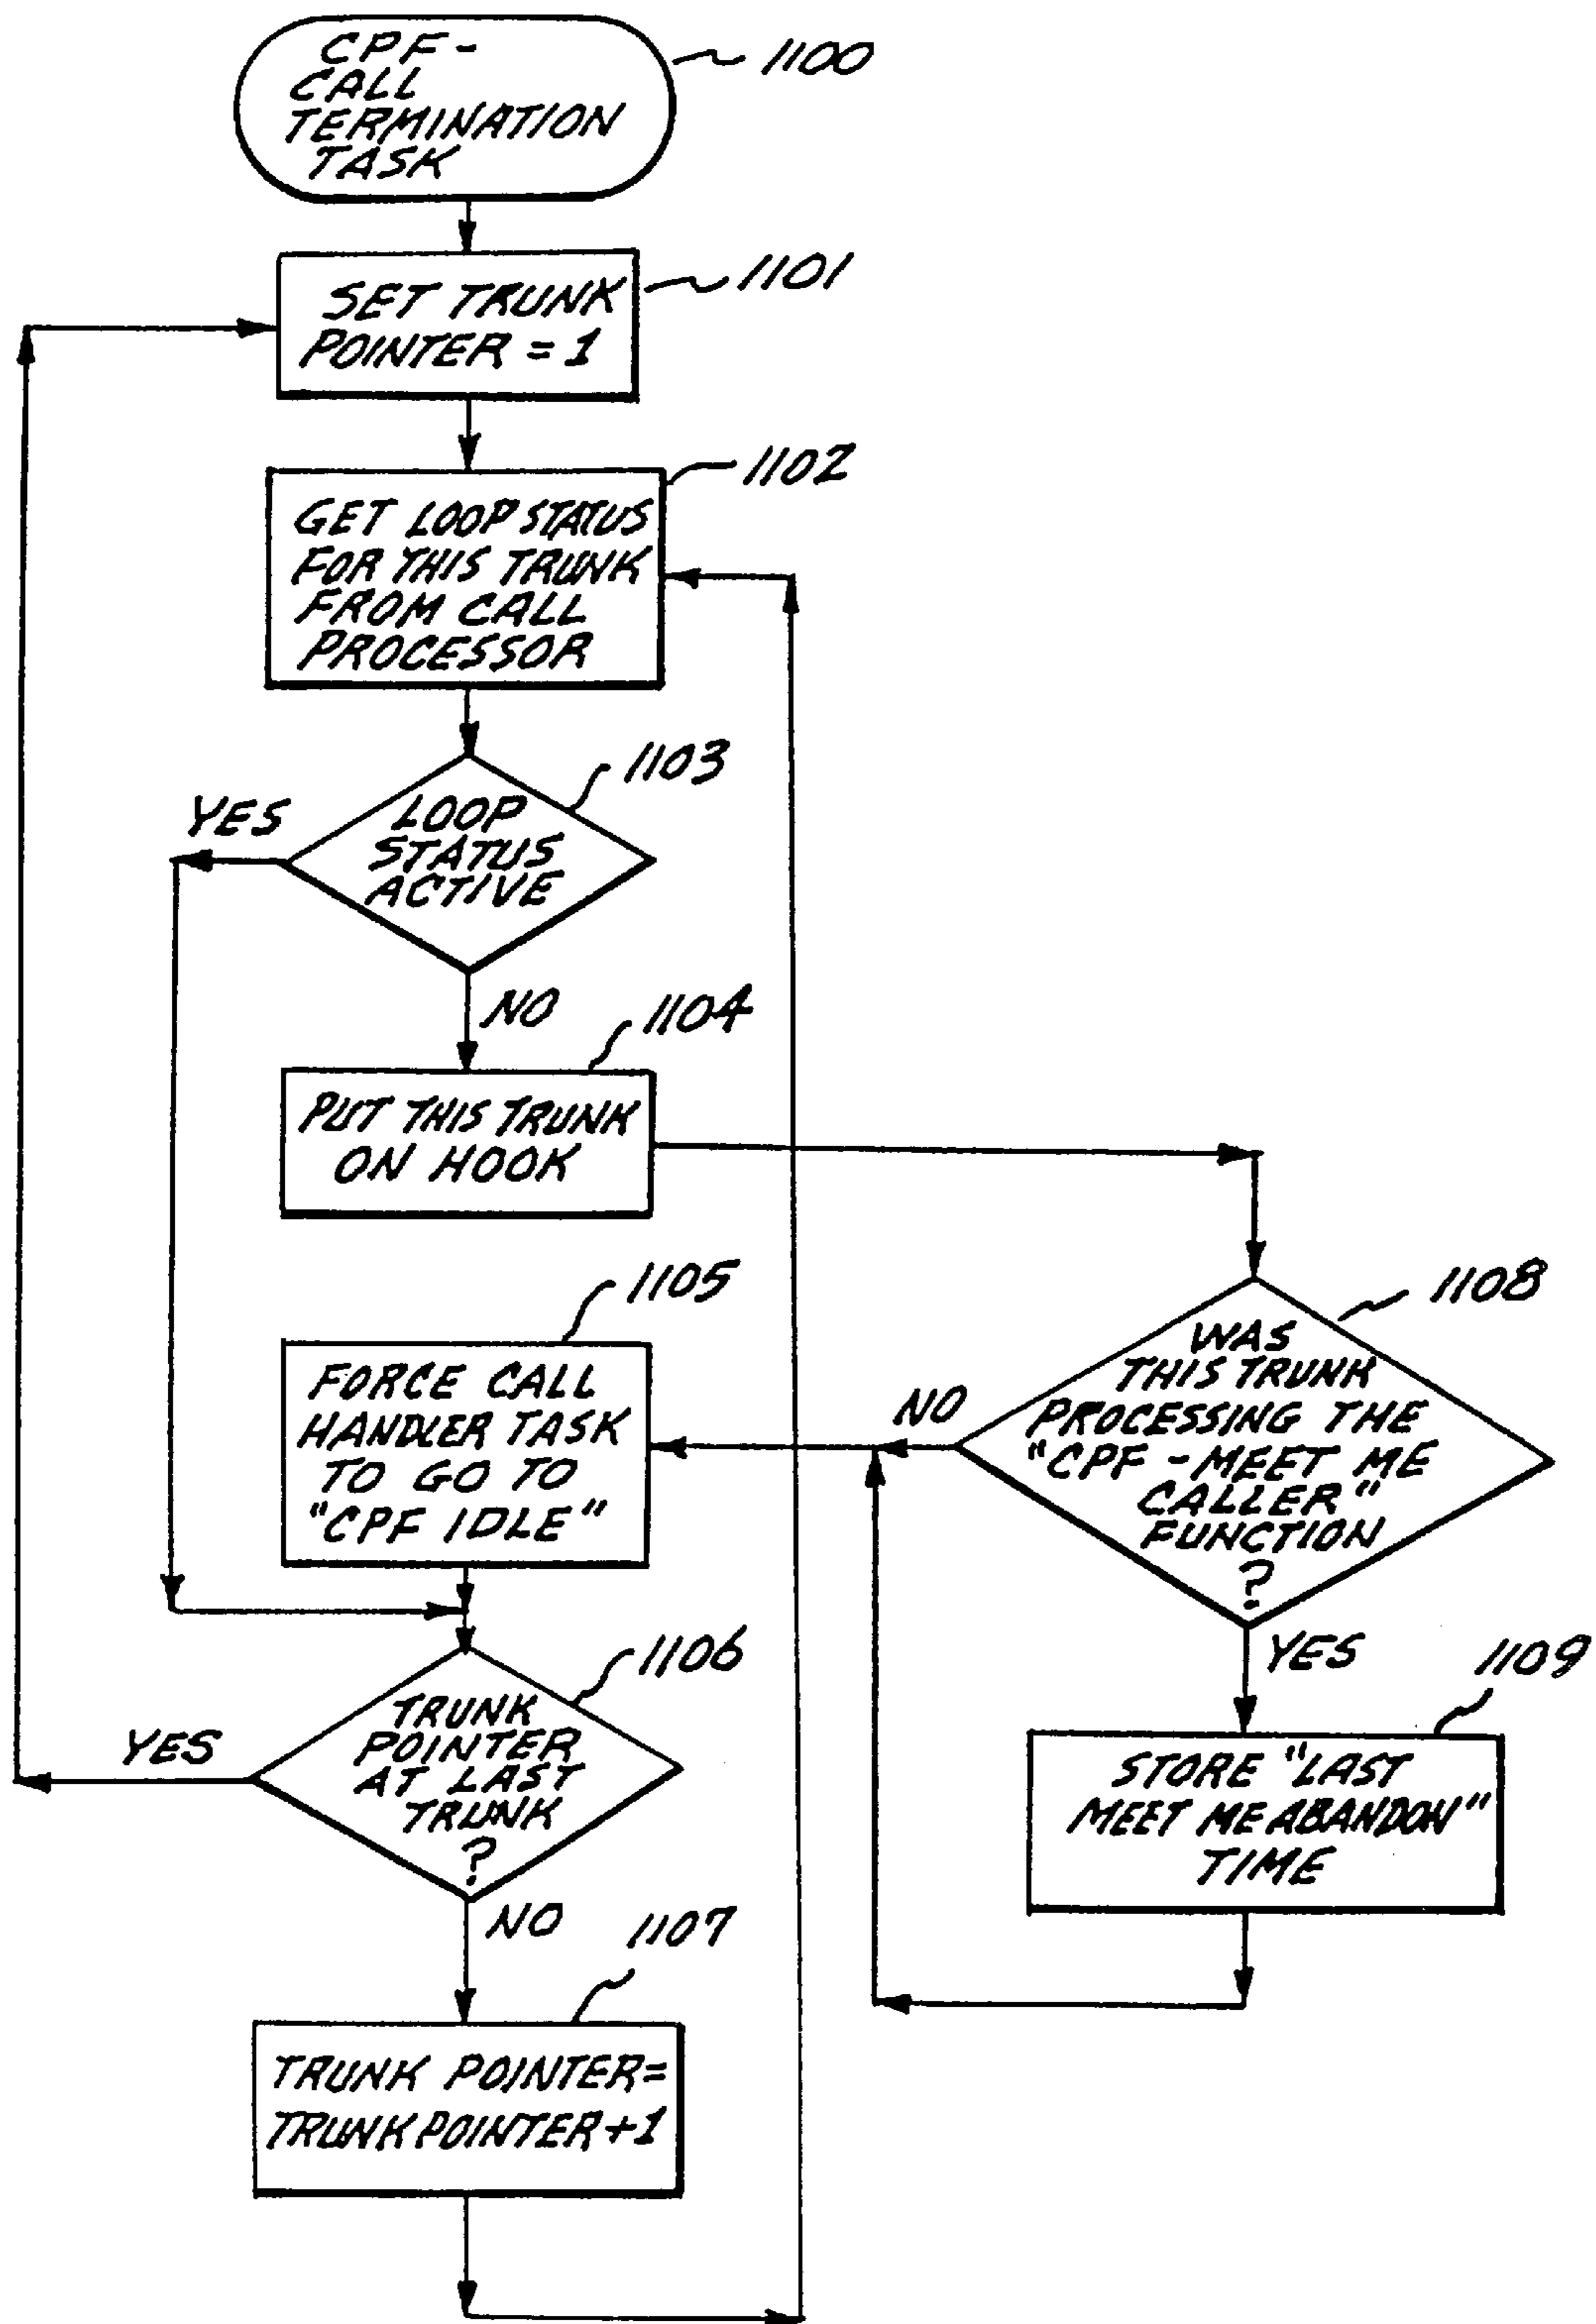 CPF-
CALL
TERMINATION
TASK
1100
SET TRUNK
POINTER = 1
1101
GET LOOP STATUS
FOR THIS TRUNK
FROM CALL
PROCESSOR
1102
LOOP
STATUS
ACTIVE
1103
YES
NO
PUT THIS TRUNK
ON HOOK
1104
FORCE CALL
HANDLER TASK
TO GO TO
"CPF IDLE"
1105
WAS
THIS TRUNK
PROCESSING THE
"CPF - MEET ME
CALLER"
FUNCTION
?
1108
NO
YES
STORE "LAST
MEET ME ABANDON"
TIME
1109
TRUNK
POINTER
AT LAST
TRUNK
?
1106
YES
NO
TRUNK POINTER=
TRUNK POINTER+1
1107